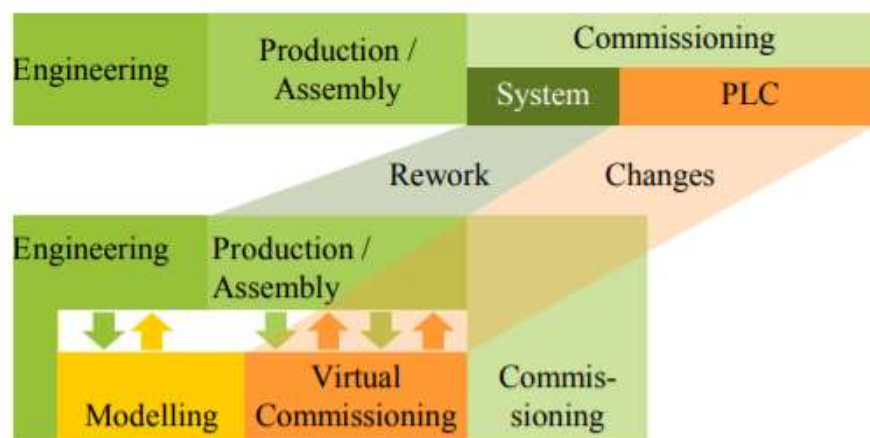 Commissioning
Engineering
Production /
Assembly
System
PLC
Rework
Changes
Engineering
Production /
Assembly
Modelling
Virtual
Commissioning
Commis-
sioning